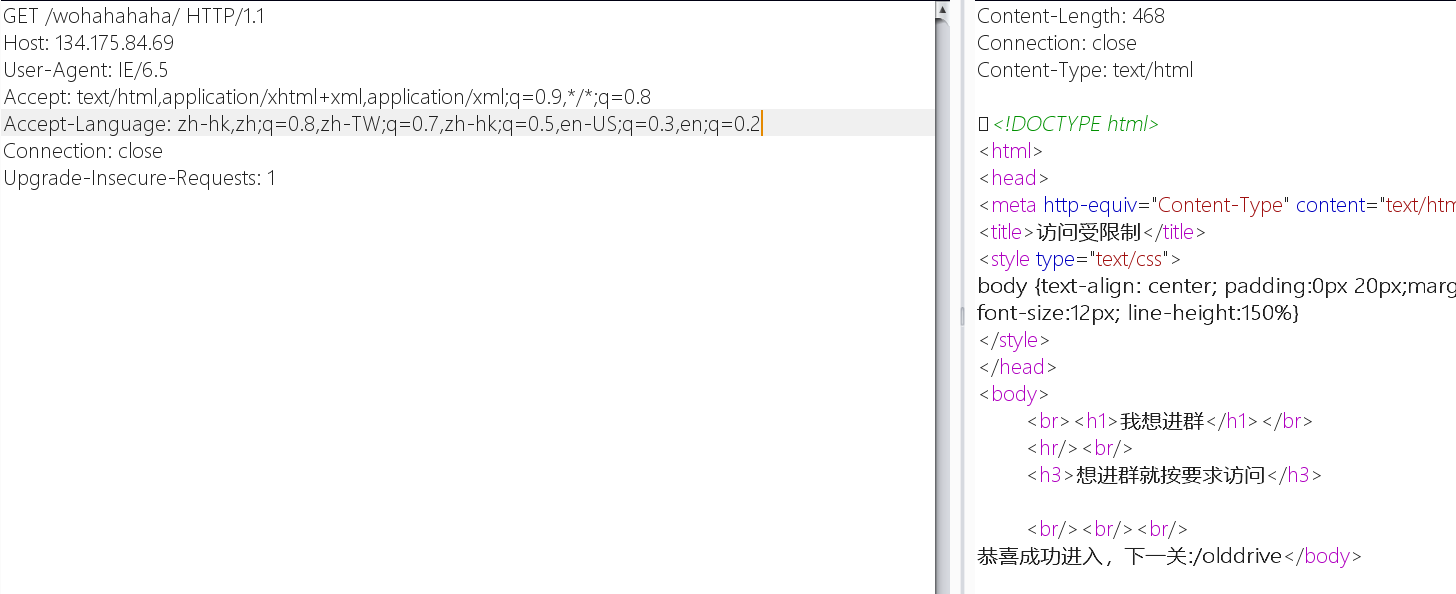 GET /wohahahaha/ HTTP/1.1
Host: 134.175.84.69
User-Agent: IE/6.5
Accept: text/html,application/xhtml+xml,application/xml;q=0.9,*/*;q=0.8
Accept-Language: zh-hk,zh;q=0.8,zh-TW;q=0.7,zh-hk;q=0.5,en-US;q=0.3,en;q=0.2
Connection: close
Upgrade-Insecure-Requests: 1
Content-Length: 468
Connection: close
Content-Type: text/html
<!DOCTYPE html>
<html>
<head>
<meta http-equiv="Content-Type" content="text/htm
<title>访问受限制</title>
<style type="text/css">
body {text-align: center; padding:0px 20px;marg
font-size:12px; line-height:150%}
</style>
</head>
<body>
<br><h1>我想进群</h1></br>
<hr/><br/>
<h3>想进群就按要求访问</h3>
<br/><br/><br/>
恭喜成功进入，下一关:/olddrive</body>